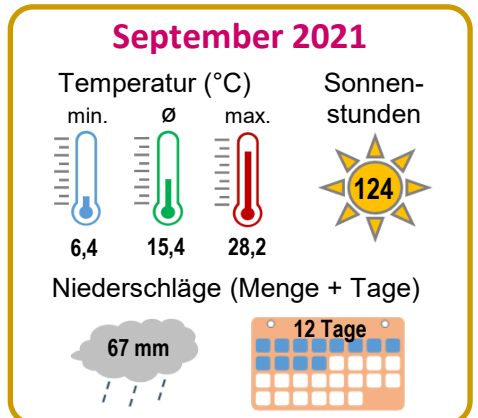 September 2021
Temperatur (°C)
Sonnen-
stunden
min. ø max.
124
6,4 15,4 28,2
Niederschläge (Menge + Tage)
67 mm
12 Tage